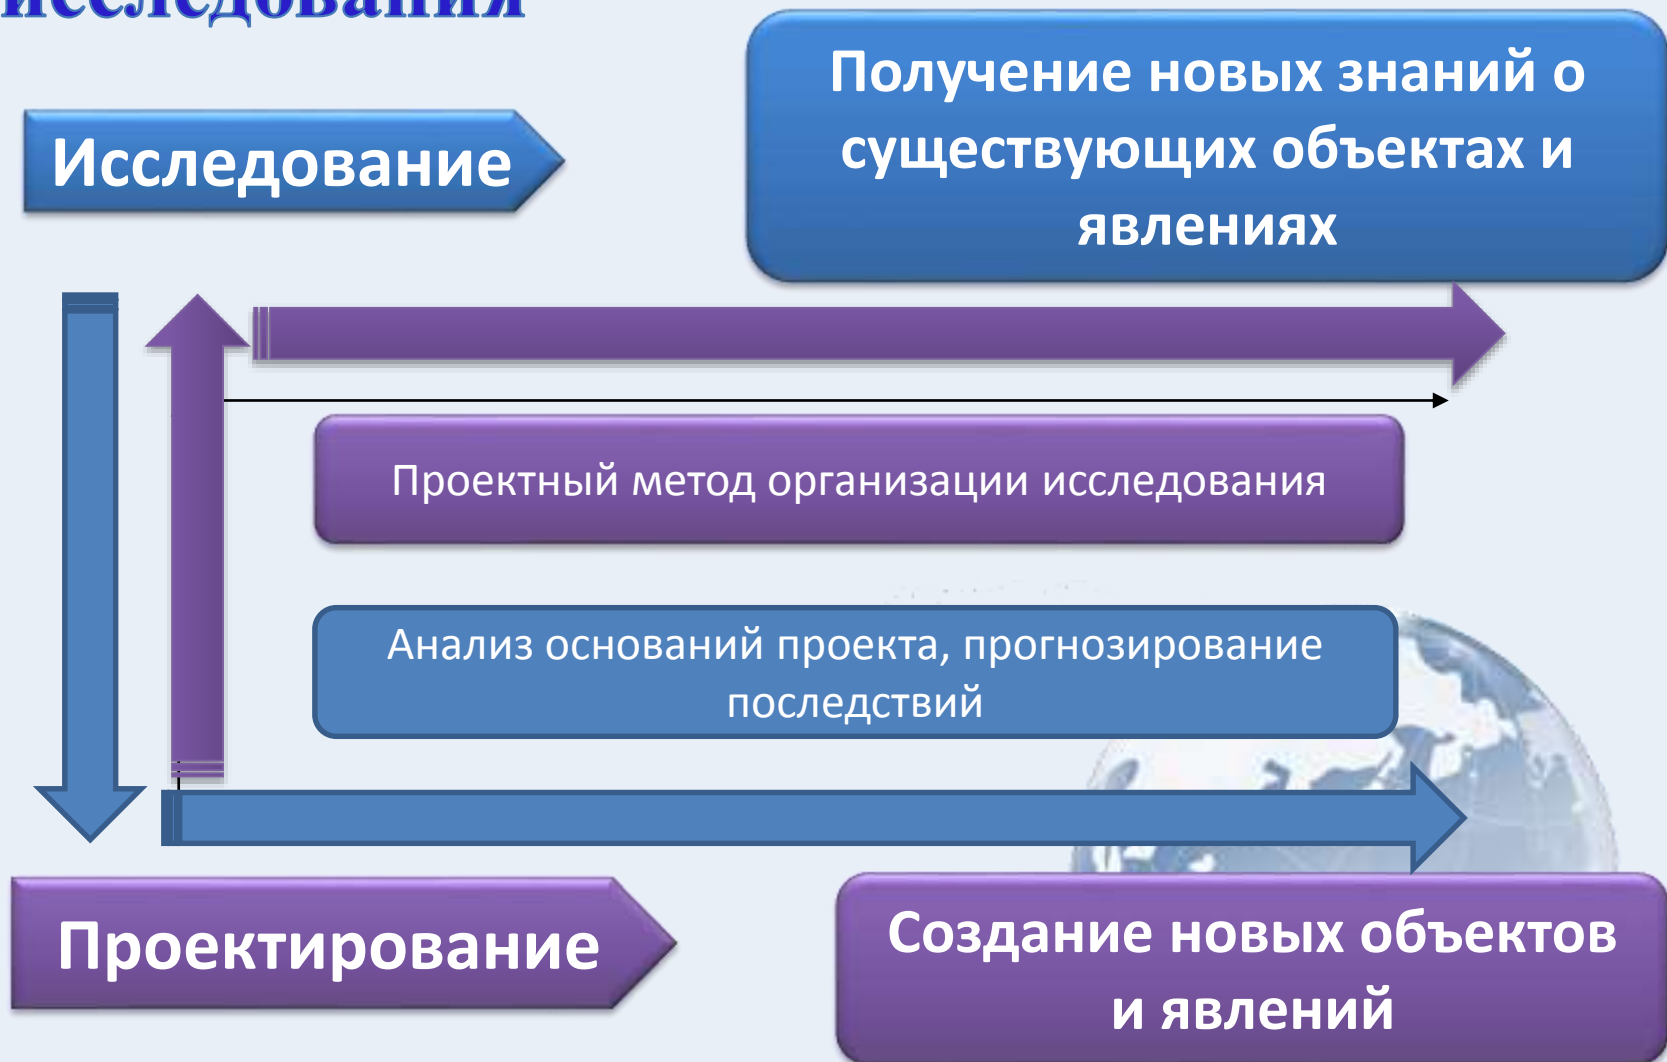 исследования
Получение новых знаний о
существующих объектах и
явлениях
Исследование
Проектный метод организации исследования
Анализ оснований проекта, прогнозирование
последствий
Проектирование
Создание новых объектов
и явлений